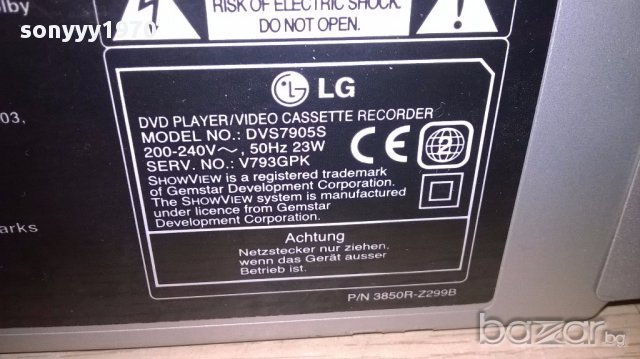 sonyyy1970
lby
RISK OF ELECTRIC SHOCK
DO NOT OPEN.
LG
DVD PLAYER/VIDEO CASSETTE RECORDER
MODEL NO.: DVS7905S
200-240V～, 50Hz 23W
SERV. NO.: V793GPK
CE
2
SHOWVIEW is a registered trademark
of Gemstar Development Corporation.
The SHOWVIEW system is manufactured
under licence from Gemstar
Development Corporation.
03,
arks
Achtung
Netzstecker nur ziehen,
wenn das Gerät ausser
Betrieb ist.
P/N 3850R-Z299B
bazar.bg